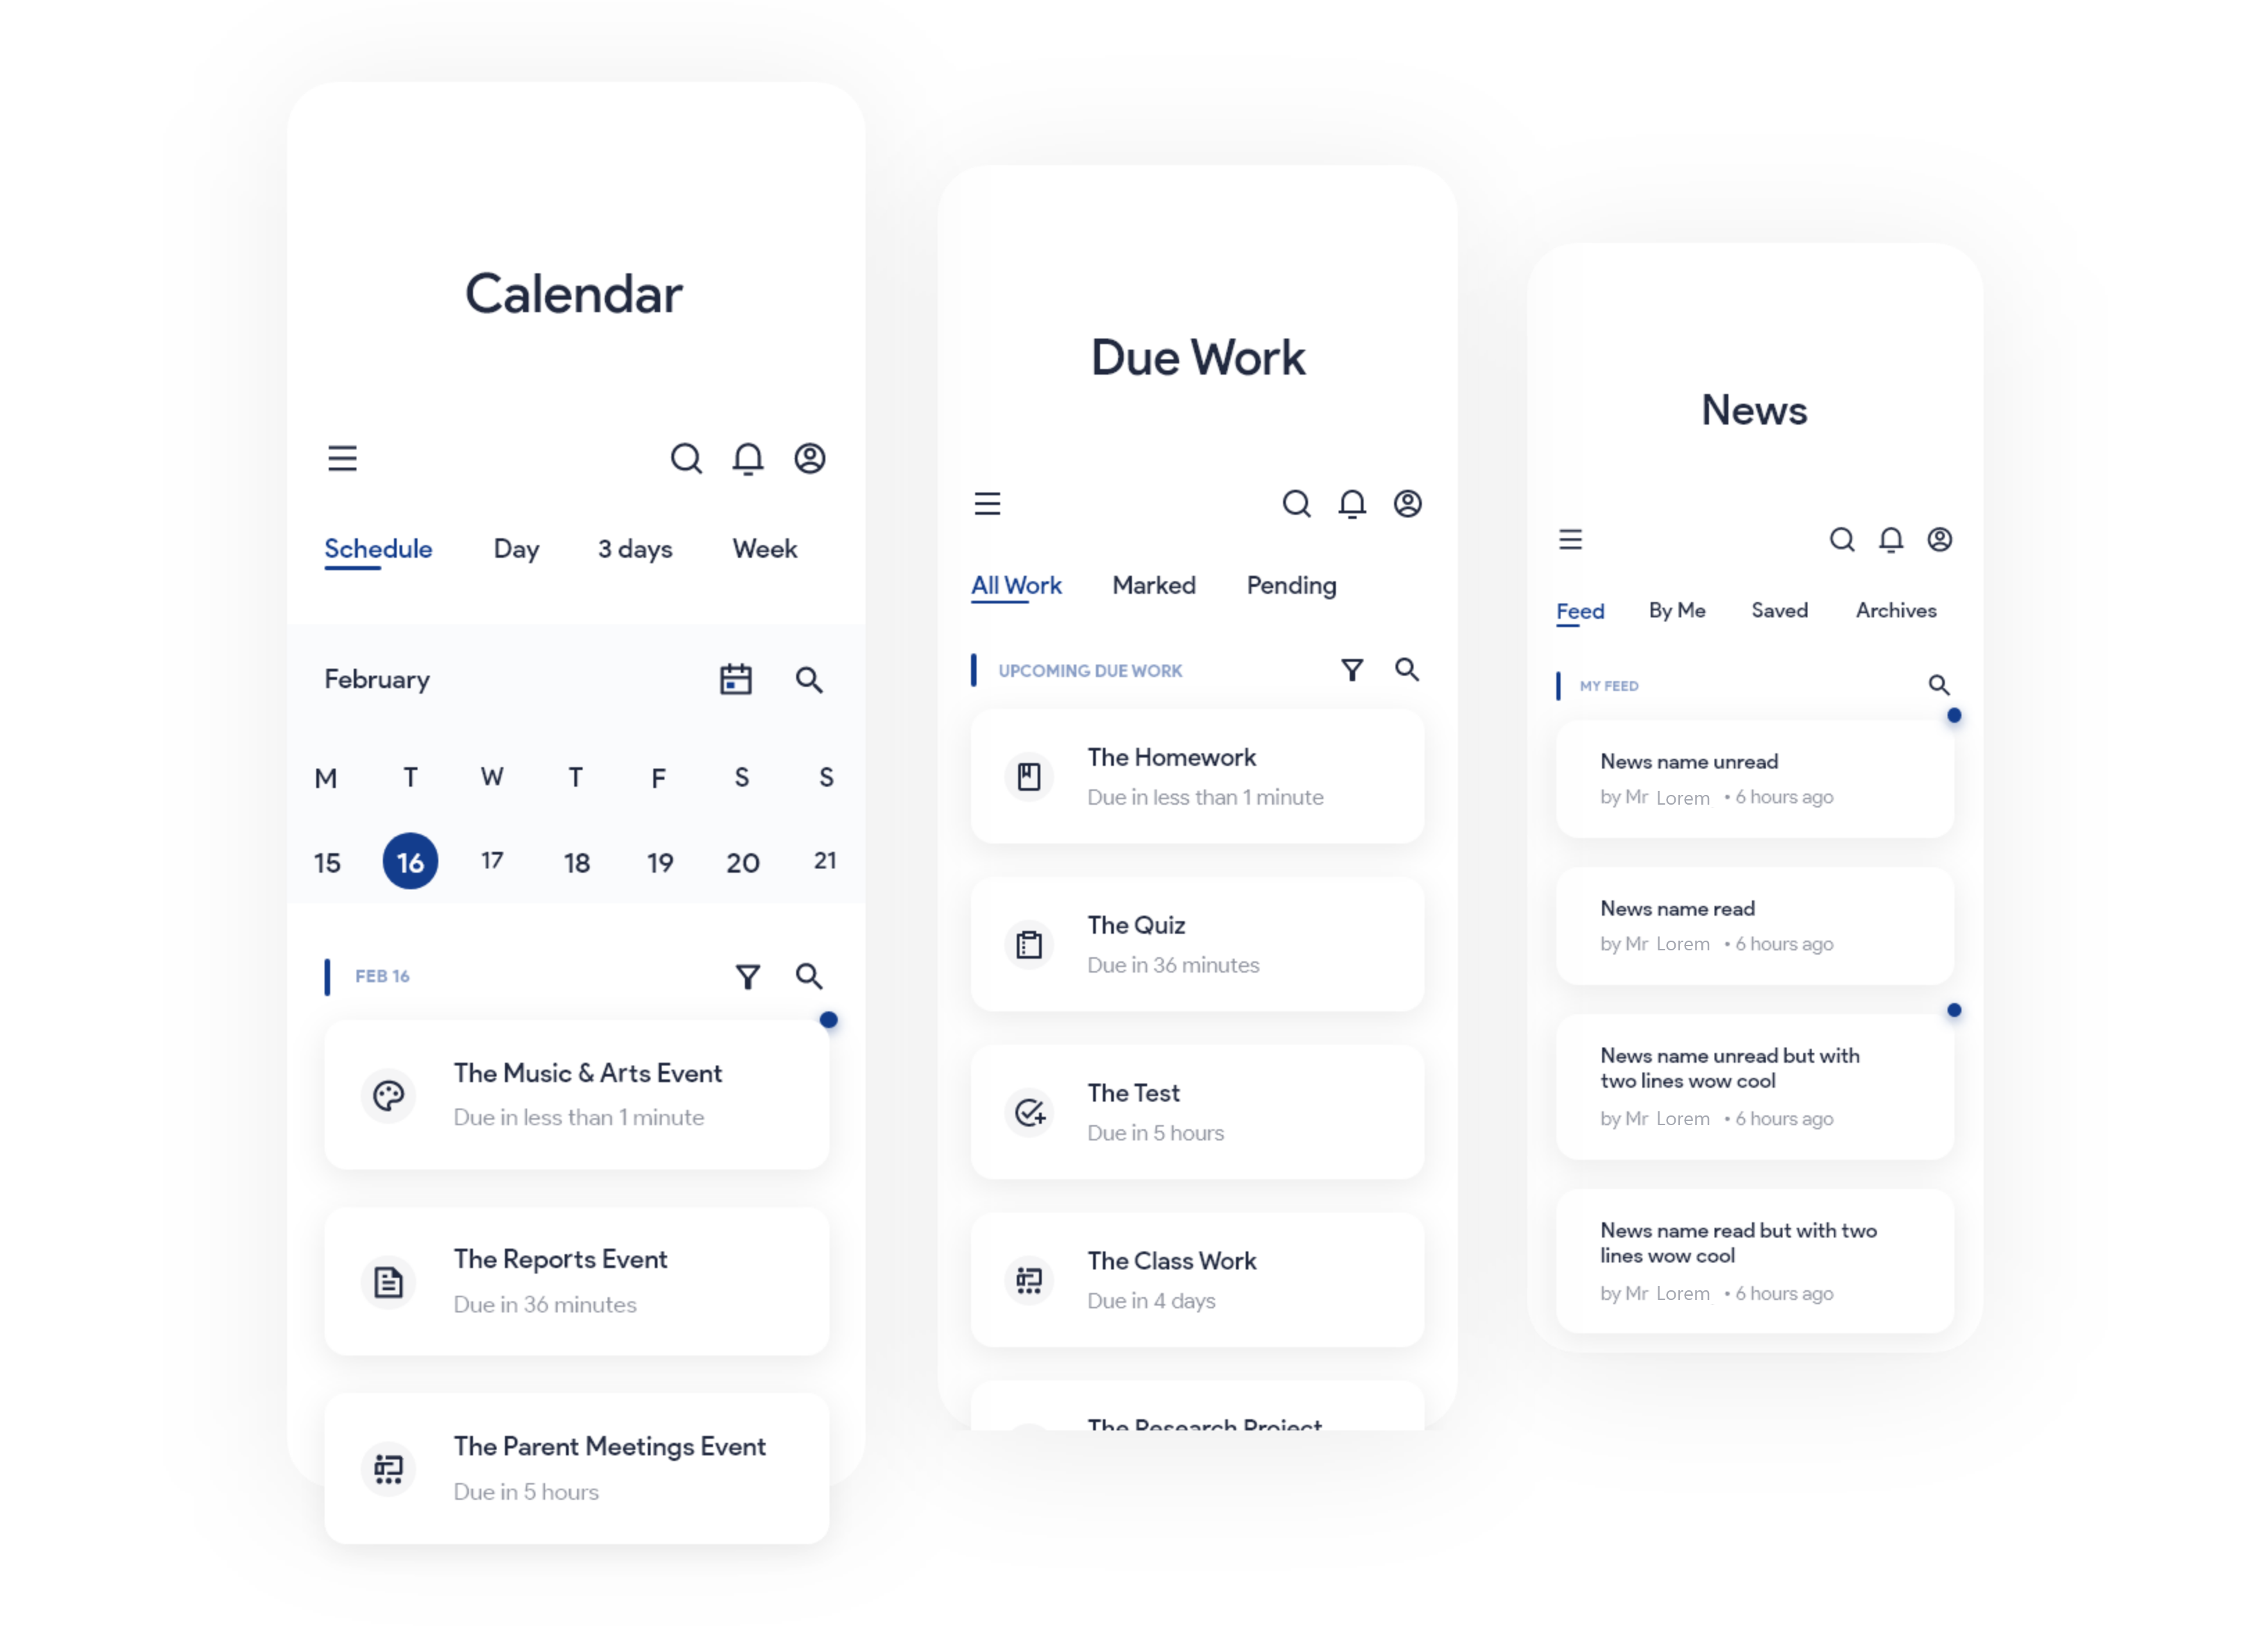 Calendar
Schedule Day 3 days Week
February
M T W T F S S
15 16 17 18 19 20 21
FEB 16
The Music & Arts Event
Due in less than 1 minute
The Reports Event
Due in 36 minutes
The Parent Meetings Event
Due in 5 hours
Due Work
All Work Marked Pending
UPCOMING DUE WORK
The Homework
Due in less than 1 minute
The Quiz
Due in 36 minutes
The Test
Due in 5 hours
The Class Work
Due in 4 days
The Research Project
News
Feed By Me Saved Archives
MY FEED
News name unread
by Mr Lorem • 6 hours ago
News name read
by Mr Lorem • 6 hours ago
News name unread but with
two lines wow cool
by Mr Lorem • 6 hours ago
News name read but with two
lines wow cool
by Mr Lorem • 6 hours ago